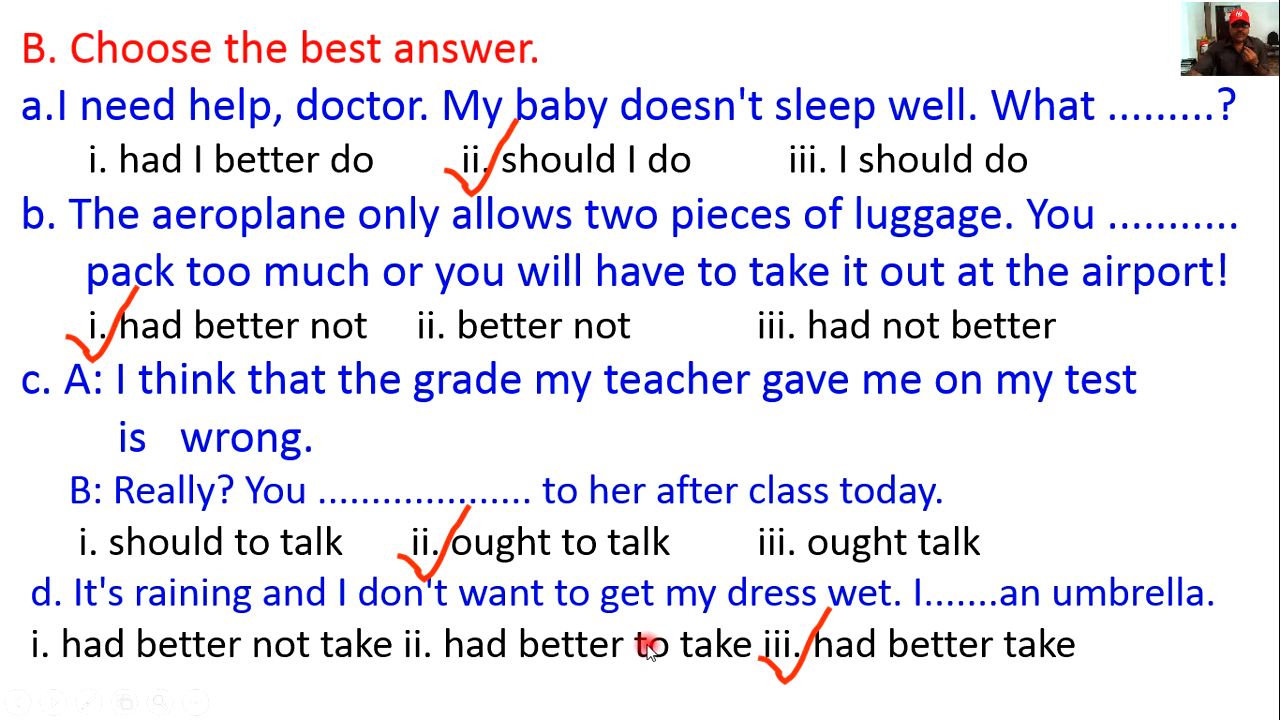 B. Choose the best answer.
a.I need help, doctor. My baby doesn't sleep well. What .........?
i. had I better do ii. should I do iii. I should do
b. The aeroplane only allows two pieces of luggage. You ...........
pack too much or you will have to take it out at the airport!
i. had better not ii. better not iii. had not better
c. A: I think that the grade my teacher gave me on my test
is wrong.
B: Really? You ..................... to her after class today.
i. should to talk ii. ought to talk iii. ought talk
d. It's raining and I don't want to get my dress wet. I.......an umbrella.
i. had better not take ii. had better to take iii. had better take